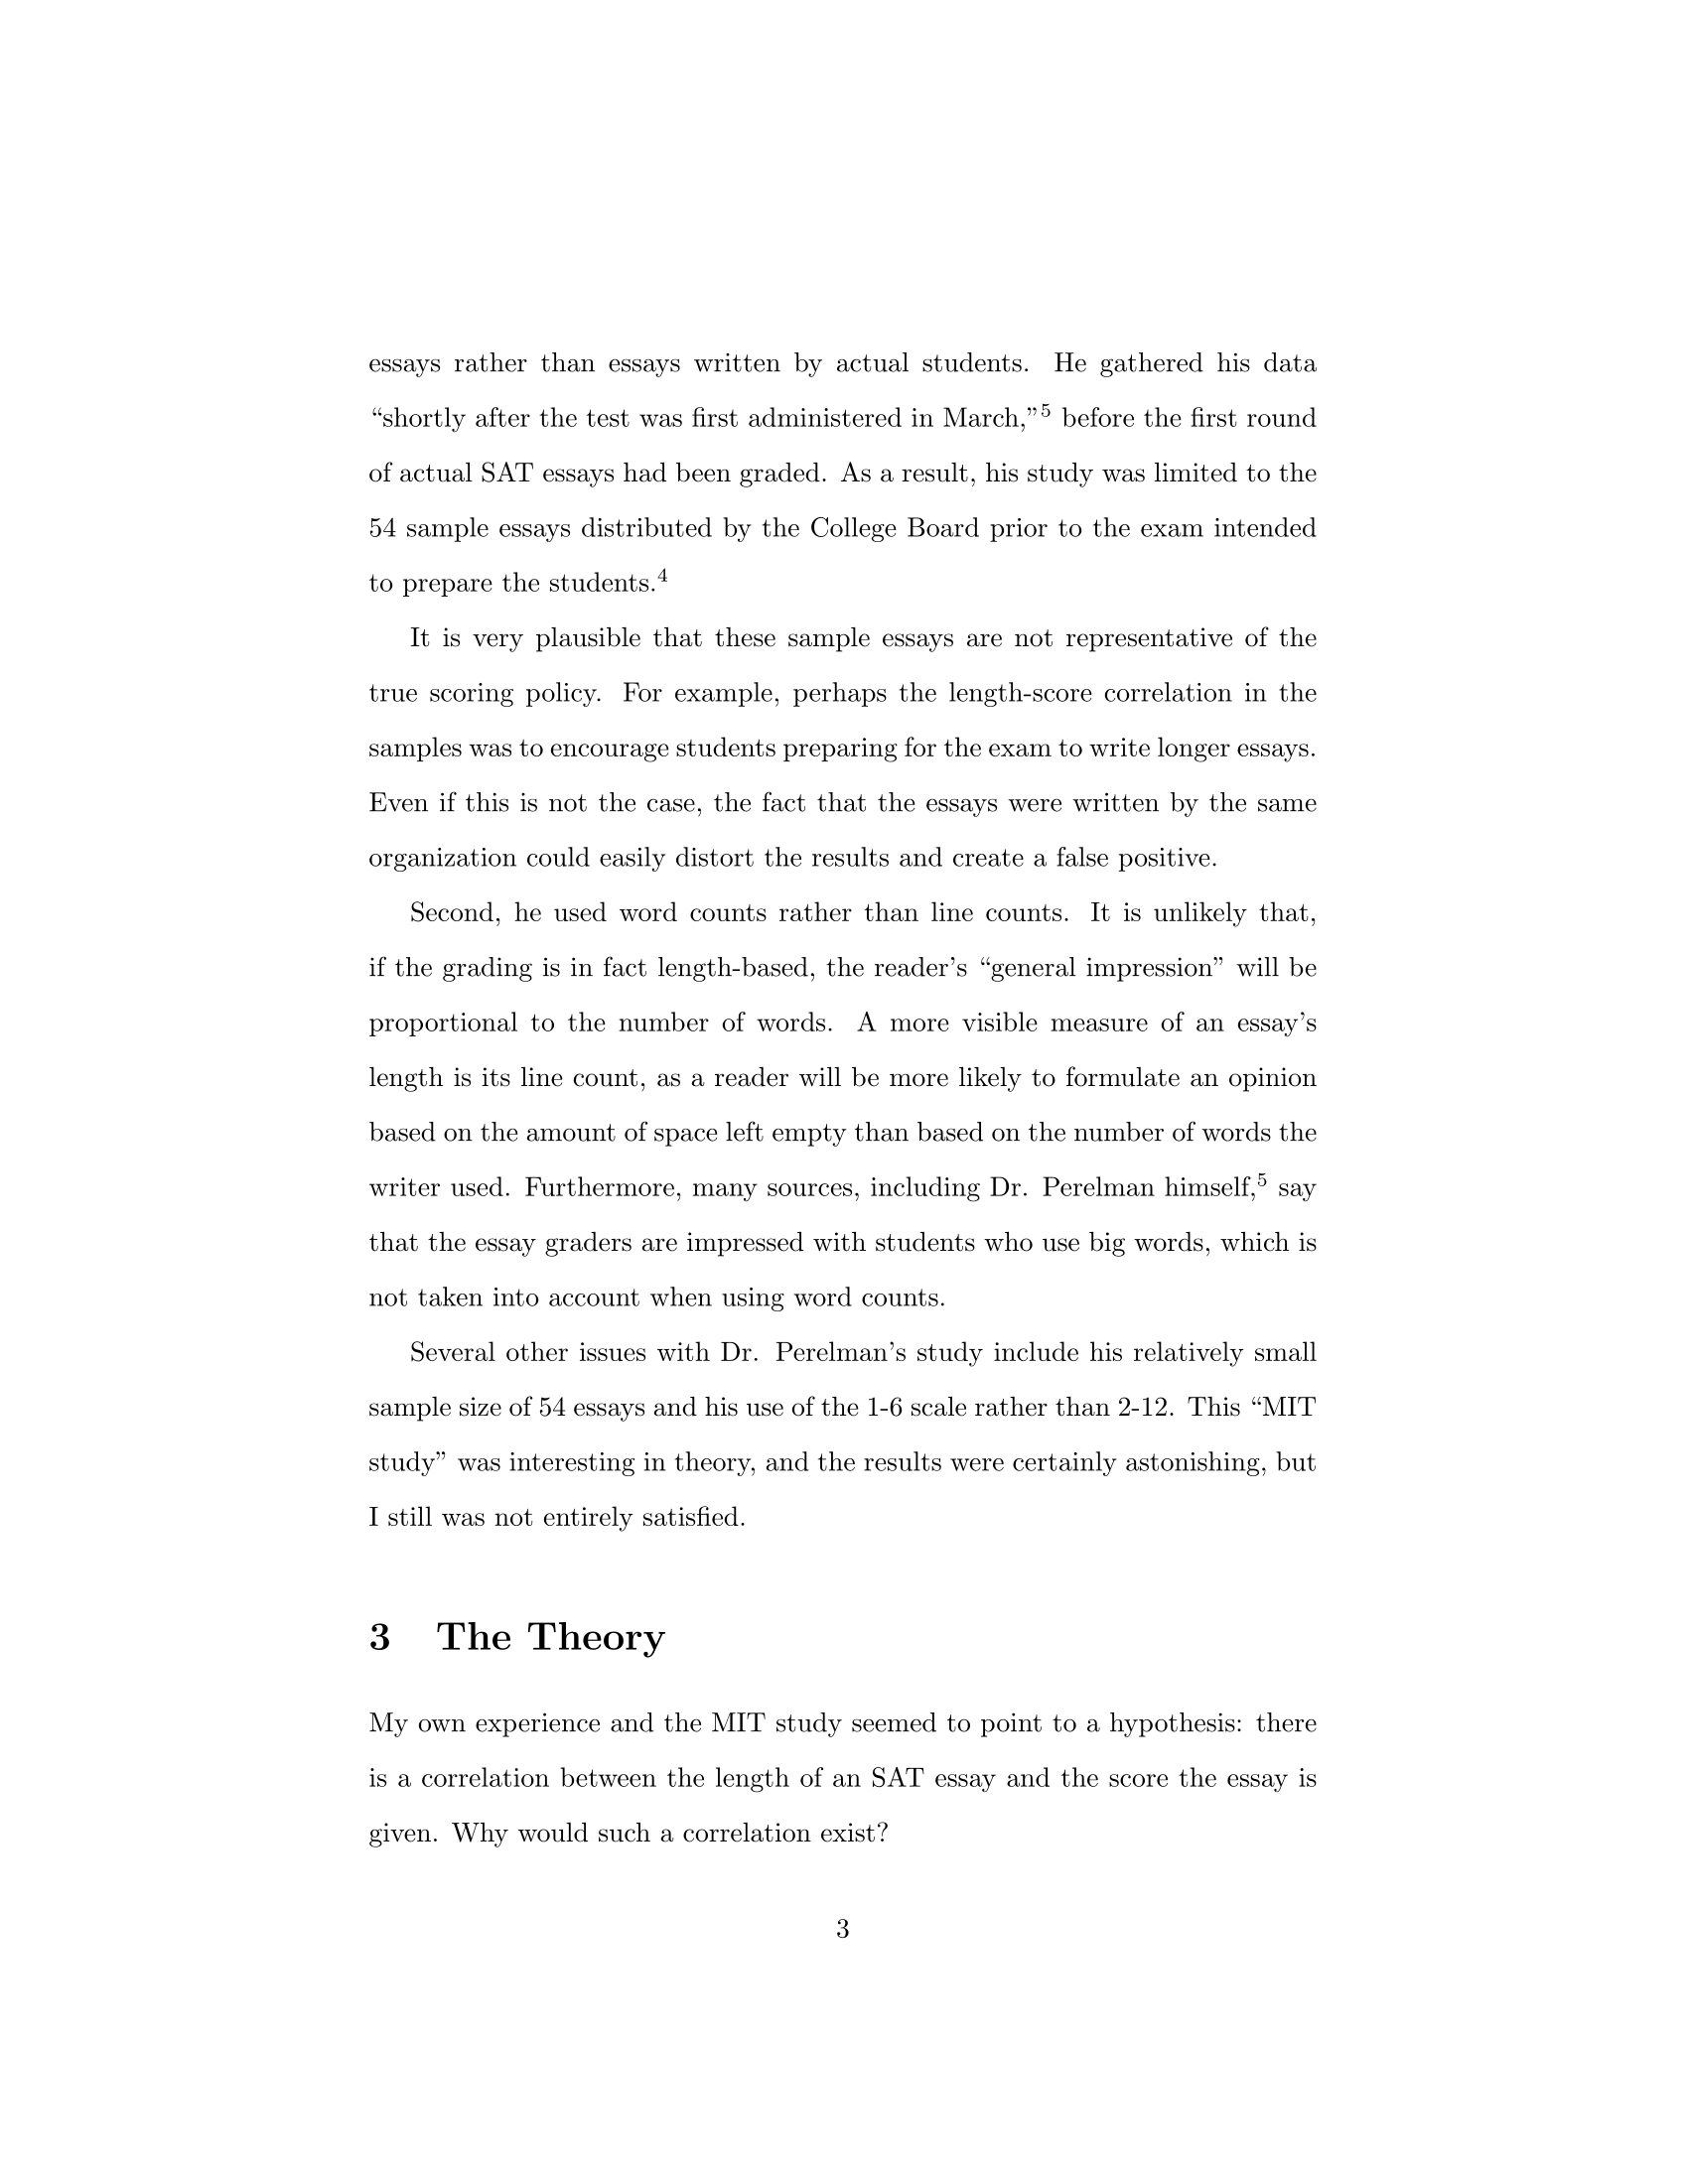 essays rather than essays written by actual students. He gathered his data
“shortly after the test was first administered in March,”⁵ before the first round
of actual SAT essays had been graded. As a result, his study was limited to the
54 sample essays distributed by the College Board prior to the exam intended
to prepare the students.⁴
It is very plausible that these sample essays are not representative of the
true scoring policy. For example, perhaps the length-score correlation in the
samples was to encourage students preparing for the exam to write longer essays.
Even if this is not the case, the fact that the essays were written by the same
organization could easily distort the results and create a false positive.
Second, he used word counts rather than line counts. It is unlikely that,
if the grading is in fact length-based, the reader’s “general impression” will be
proportional to the number of words. A more visible measure of an essay’s
length is its line count, as a reader will be more likely to formulate an opinion
based on the amount of space left empty than based on the number of words the
writer used. Furthermore, many sources, including Dr. Perelman himself,⁵ say
that the essay graders are impressed with students who use big words, which is
not taken into account when using word counts.
Several other issues with Dr. Perelman’s study include his relatively small
sample size of 54 essays and his use of the 1-6 scale rather than 2-12. This “MIT
study” was interesting in theory, and the results were certainly astonishing, but
I still was not entirely satisfied.
3 The Theory
My own experience and the MIT study seemed to point to a hypothesis: there
is a correlation between the length of an SAT essay and the score the essay is
given. Why would such a correlation exist?
3